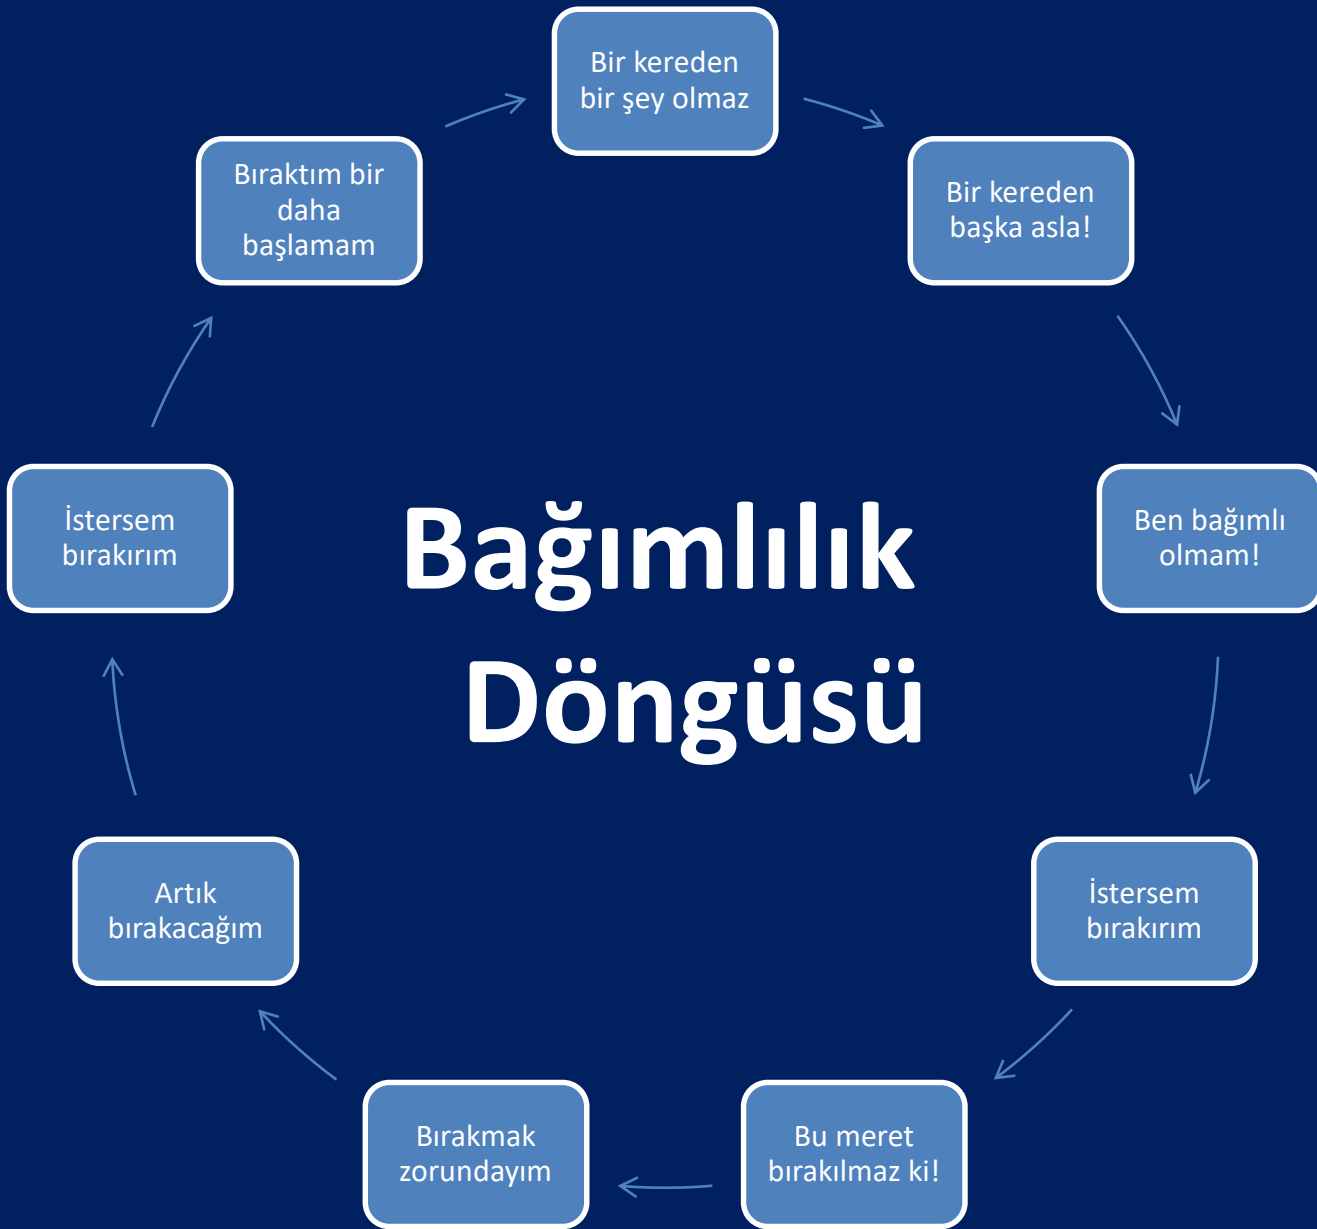 Bağımlılık
Döngüsü
Bir kereden
bir şey olmaz
Bir kereden
başka asla!
Ben bağımlı
olmam!
İstersem
bırakırım
Bu meret
bırakılmaz ki!
Bırakmak
zorundayım
Artık
bırakacağım
İstersem
bırakırım
Bıraktım bir
daha
başlamam